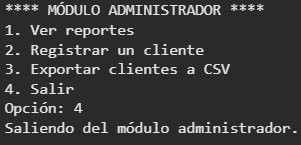 **** MÓDULO ADMINISTRADOR ****
1. Ver reportes
2. Registrar un cliente
3. Exportar clientes a CSV
4. Salir
Opción: 4
Saliendo del módulo administrador.